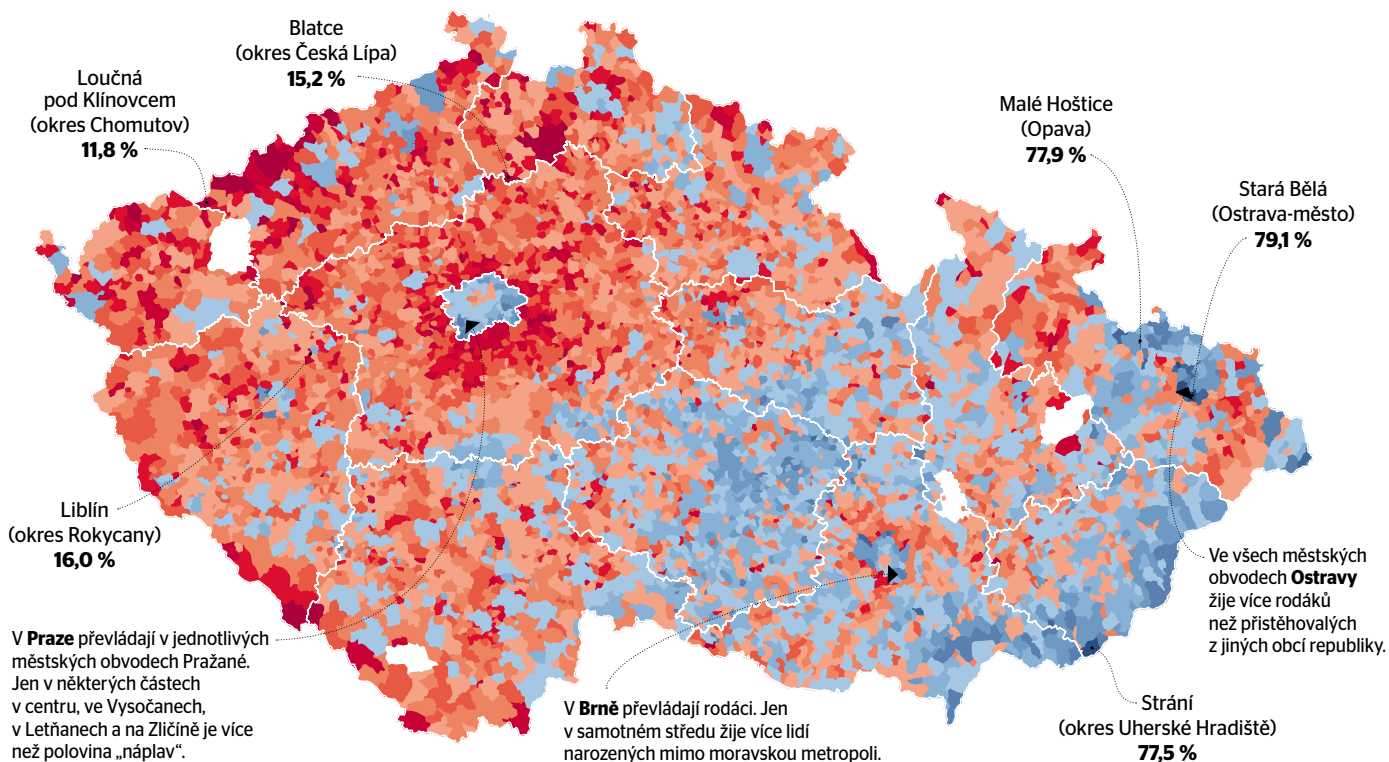 Blatce
(okres Česká Lípa)
15,2 %
Loučná
pod Klínovcem
(okres Chomutov)
11,8 %
Malé Hoštice
(Opava)
77,9 %
Stará Bělá
(Ostrava-město)
79,1 %
Liblín
(okres Rokycany)
16,0 %
Ve všech městských
obvodech Ostravy
žije více rodáků
než přistěhovalých
z jiných obcí republiky.
V Praze převládají v jednotlivých
městských obvodech Pražané.
Jen v některých částech
v centru, ve Vysočanech,
v Letňanech a na Zličíně je více
než polovina „náplav“.
V Brně převládají rodáci. Jen
v samotném středu žije více lidí
narozených mimo moravskou metropoli.
Strání
(okres Uherské Hradiště)
77,5 %